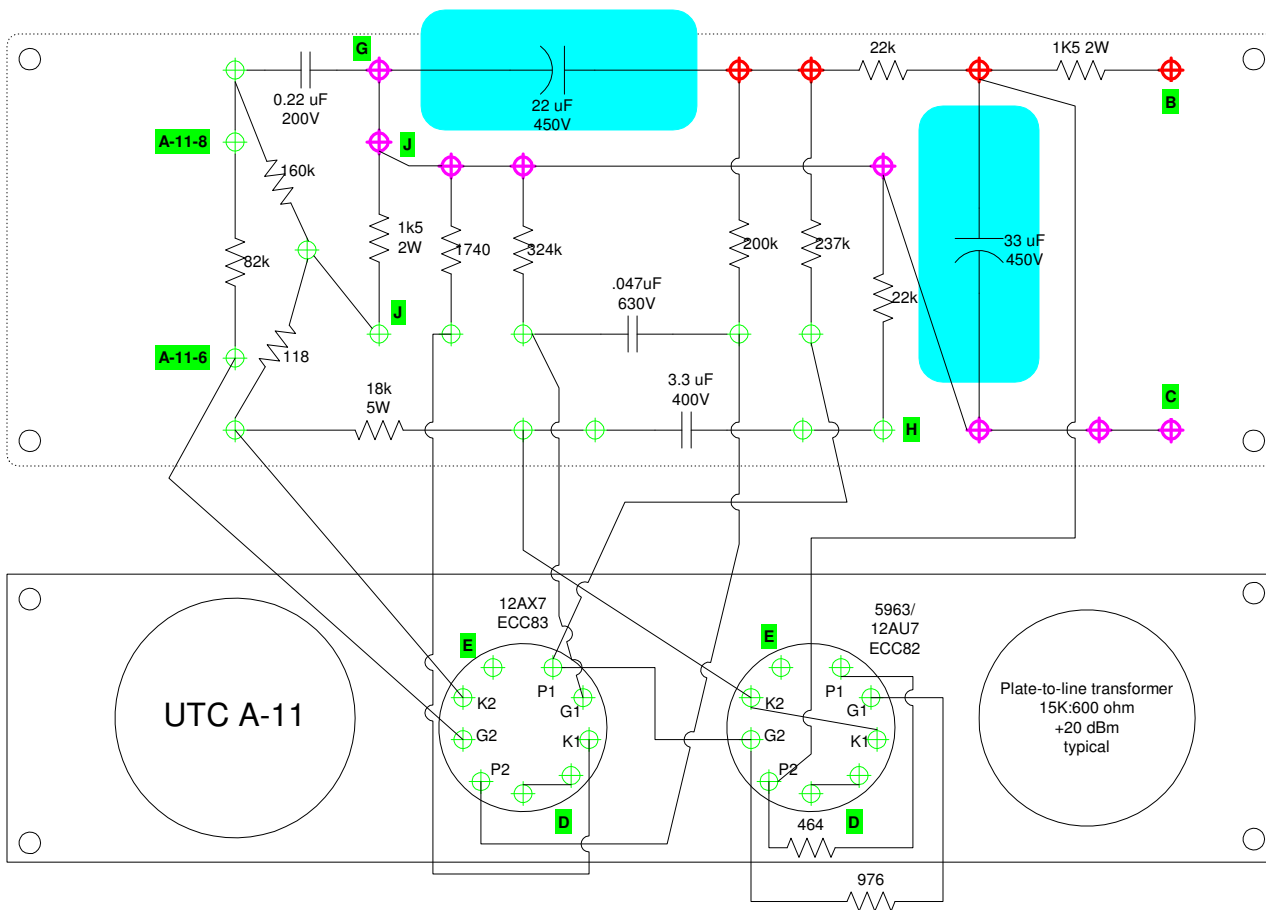 G
22k
1K5 2W
0.22 uF
200V
22 uF
450V
B
A-11-8
J
160k
1k5
2W
1740
324k
200k
237k
33 uF
450V
82k
.047uF
630V
22k
J
118
A-11-6
18k
5W
3.3 uF
400V
C
H
12AX7
ECC83
5963/
12AU7
ECC82
E
E
P1
P1
K2
G1
K2
G1
UTC A-11
Plate-to-line transformer
15K:600 ohm
+20 dBm
typical
G2
K1
G2
K1
P2
P2
D
464
D
976